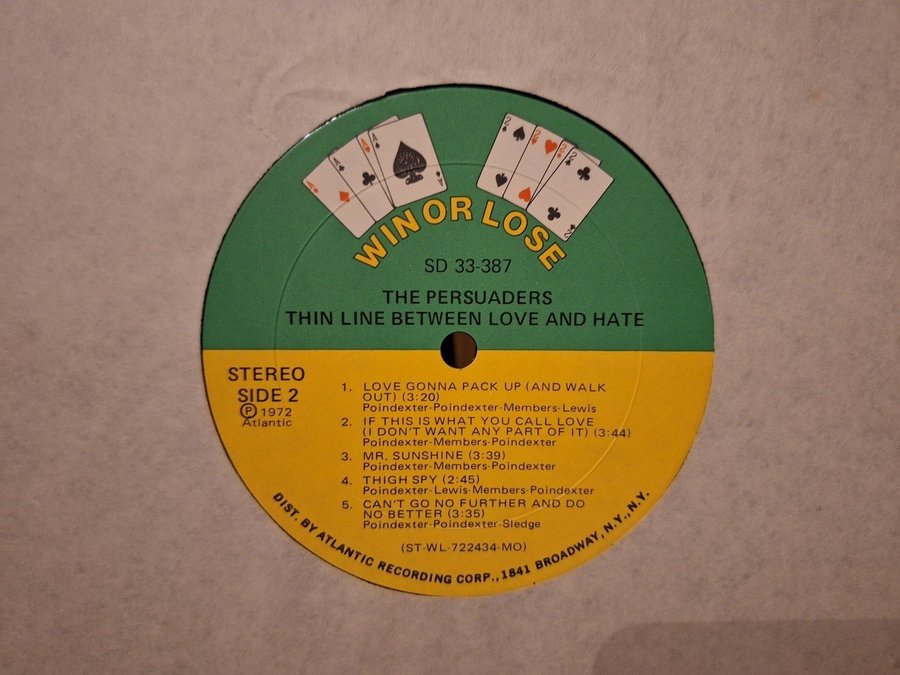 WIN OR LOSE
SD 33-387
THE PERSUADERS
THIN LINE BETWEEN LOVE AND HATE
STEREO
SIDE 2
Ⓟ 1972
Atlantic
1. LOVE GONNA PACK UP (AND WALK
OUT) (3:20)
Poindexter-Poindexter-Members-Lewis
2. IF THIS IS WHAT YOU CALL LOVE
(I DON'T WANT ANY PART OF IT) (3:44)
Poindexter-Members-Poindexter
3. MR. SUNSHINE (3:39)
Poindexter-Members-Poindexter
4. THIGH SPY (2:45)
Poindexter-Lewis-Members-Poindexter
5. CAN'T GO NO FURTHER AND DO
NO BETTER (3:35)
Poindexter-Poindexter-Sledge
(ST-WL-722434-MO)
DIST. BY ATLANTIC RECORDING CORP., 1841 BROADWAY, N.Y., N.Y.